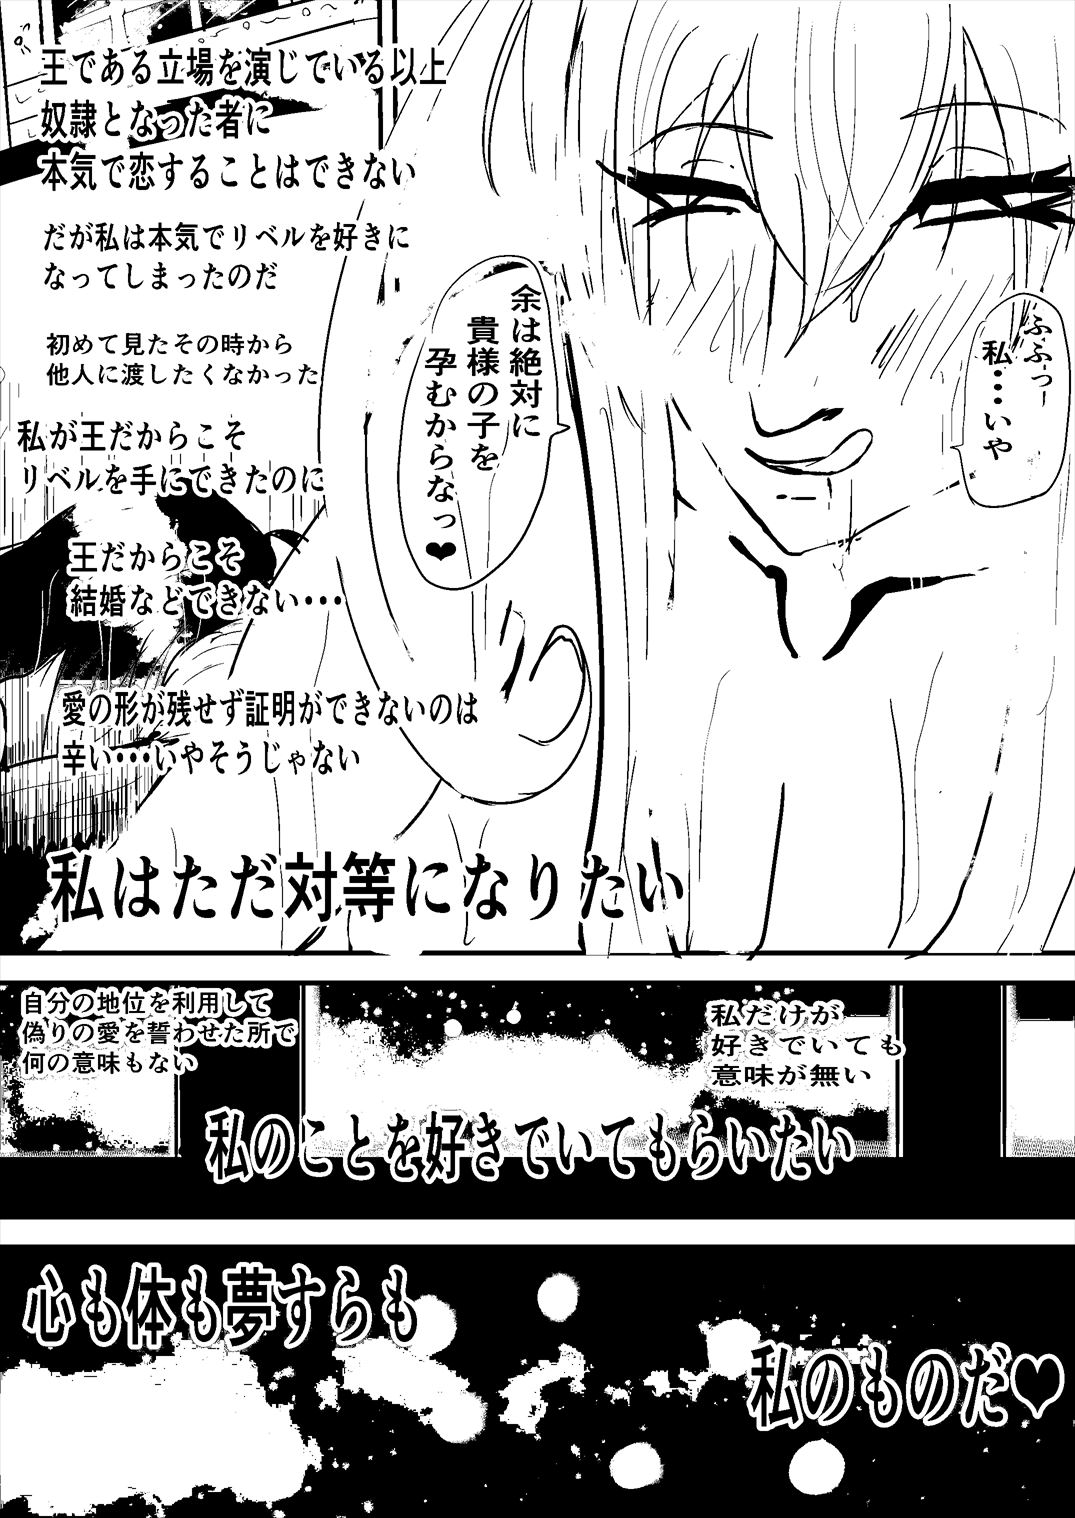 王である立場を演じている以上
奴隷となった者に
本気で恋することはできない
だが私は本気でリベルを好きに
なってしまったのだ
初めて見たその時から
他人に渡したくなかった
私が王だからこそ
リベルを手にできたのに
王だからこそ
結婚などできない・・・
愛の形が残せず証明ができないのは
辛い・・・いやそうじゃない
私はただ対等になりたい
ふふっー
私・・・いや
余は絶対に
貴様の子を
孕むからなっ♥
自分の地位を利用して
偽りの愛を誓わせた所で
何の意味もない
私だけが
好きでいても
意味が無い
私のことを好きでいてもらいたい
心も体も夢すらも
私のものだ♥